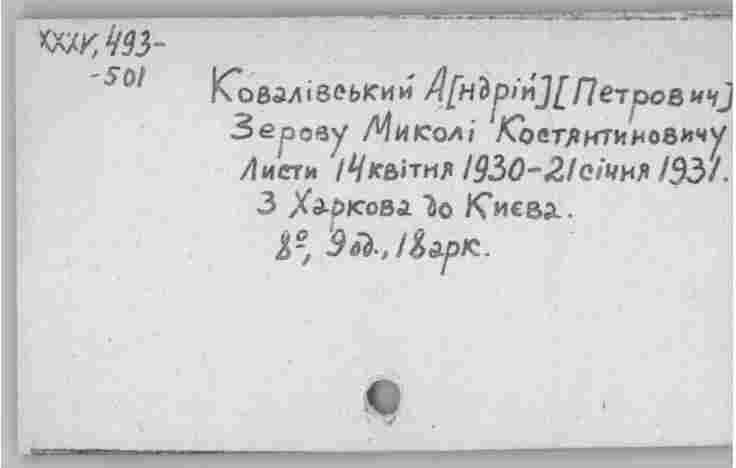 XXXV, 493-
-501
Ковалівський А[ндрій] [Петрович]
Зерову Миколі Костянтиновичу
Листи 14 квітня 1930-21 січня 1931.
З Харкова до Києва.
8º, 9 од., 18 арк.